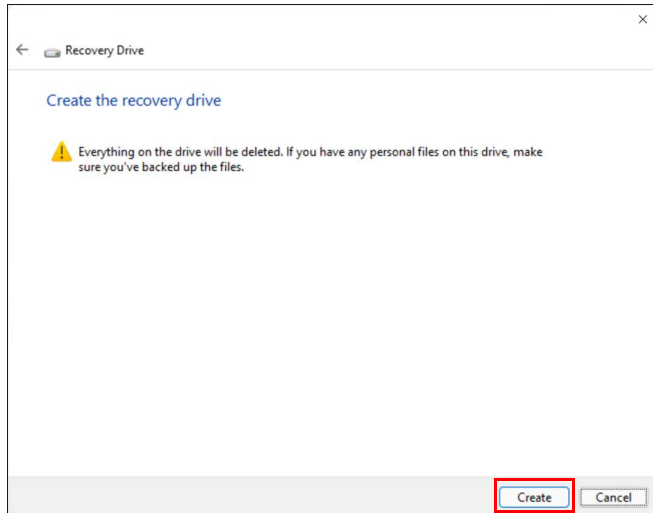 Recovery Drive
Create the recovery drive
Everything on the drive will be deleted. If you have any personal files on this drive, make
sure you've backed up the files.
Create
Cancel